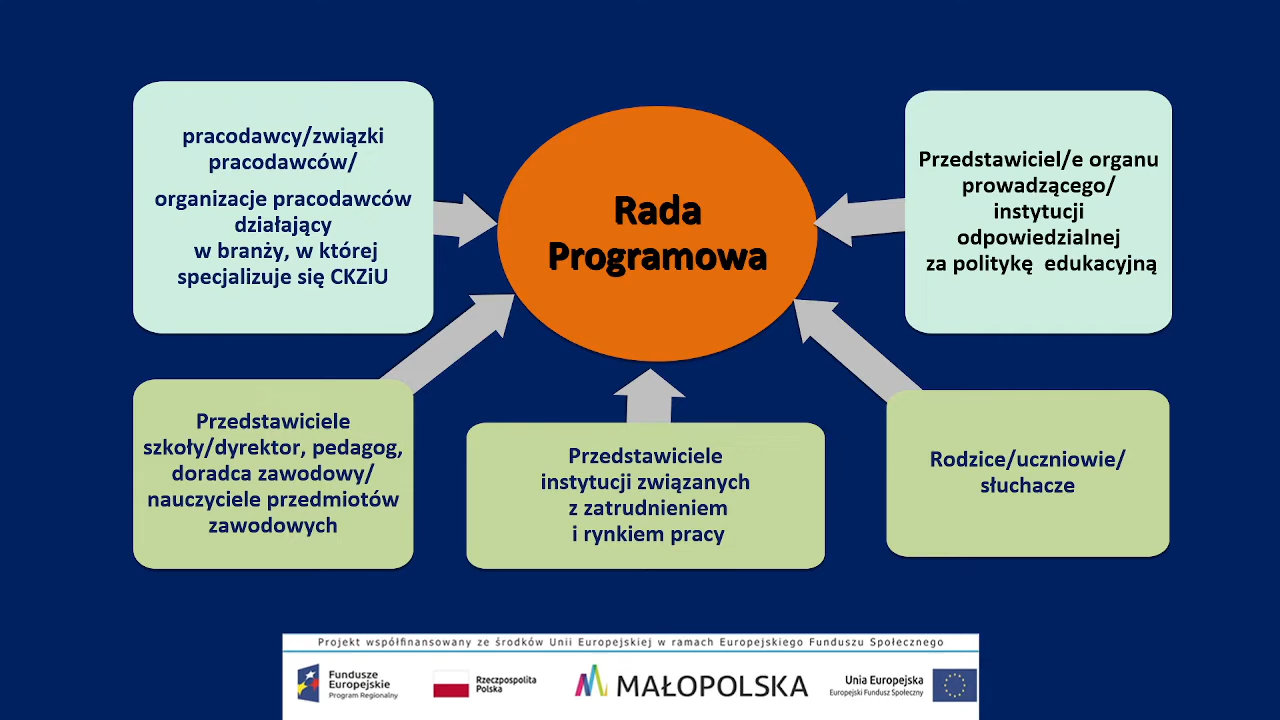 pracodawcy/związki
pracodawców/
organizacje pracodawców
działający
w branży, w której
specjalizuje się CKZiU
Rada
Programowa
Przedstawiciel/e organu
prowadzącego/
instytucji
odpowiedzialnej
za politykę edukacyjną
Przedstawiciele
szkoły/dyrektor, pedagog,
doradca zawodowy/
nauczyciele przedmiotów
zawodowych
Przedstawiciele
instytucji związanych
z zatrudnieniem
i rynkiem pracy
Rodzice/uczniowie/
słuchacze
Projekt współfinansowany ze środków Unii Europejskiej w ramach Europejskiego Funduszu Społecznego
Fundusze
Europejskie
Program Regionalny
Rzeczpospolita
Polska
MAŁOPOLSKA
Unia Europejska
Europejski Fundusz Społeczny